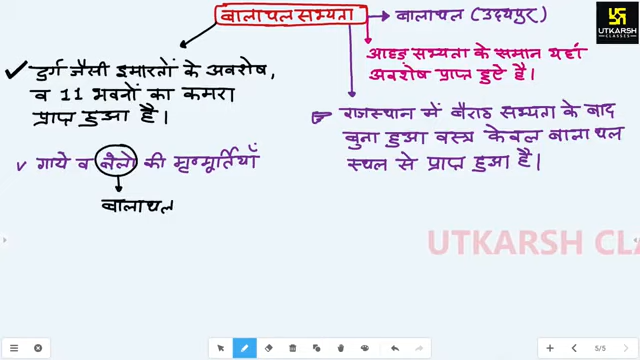 बालाथल सभ्यता → बालाथल (उदयपुर)
UTKARSH
CLASSES
आहड़ सभ्यता के समान यहां
अवशेष प्राप्त हुऐ है।
✓ दुर्ग जैसी इमारतों के अवशेष,
व 11 भवनों का कमरा
प्राप्त हुआ है।
राजस्थान में बैराठ सभ्यता के बाद
बुना हुआ वस्त्र केवल बालाथल
स्थल से प्राप्त हुआ है।
✓ गाये व बैलो की मृन्मूर्तियाँ
बालाथल
UTKARSH CLA
5/5